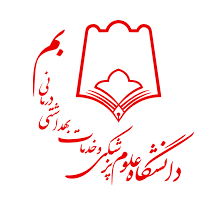 دانشگاه علوم پزشکی و خدمات بهداشتی درمانی بم